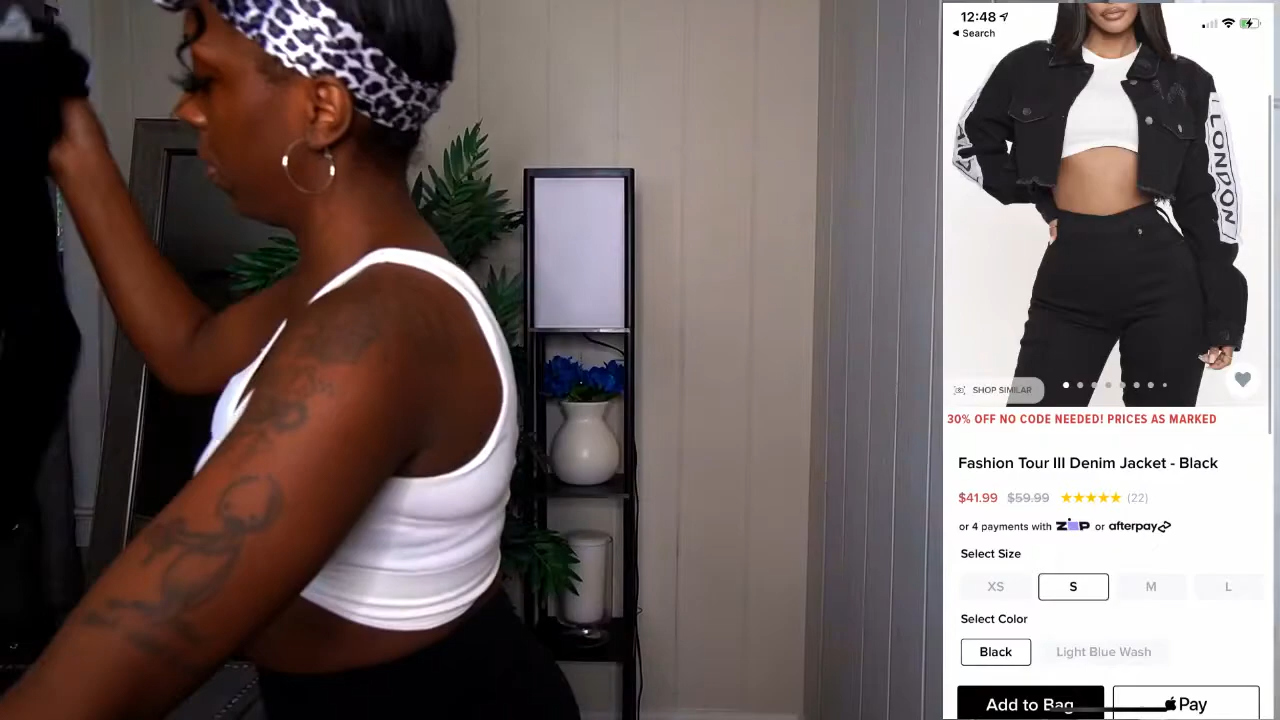 12:48
Search
LONDON
SHOP SIMILAR
30% OFF NO CODE NEEDED! PRICES AS MARKED
Fashion Tour III Denim Jacket - Black
$41.99 $59.99 (22)
or 4 payments with ZIP or afterpay
Select Size
XS S M L
Select Color
Black Light Blue Wash
Add to Bag Pay